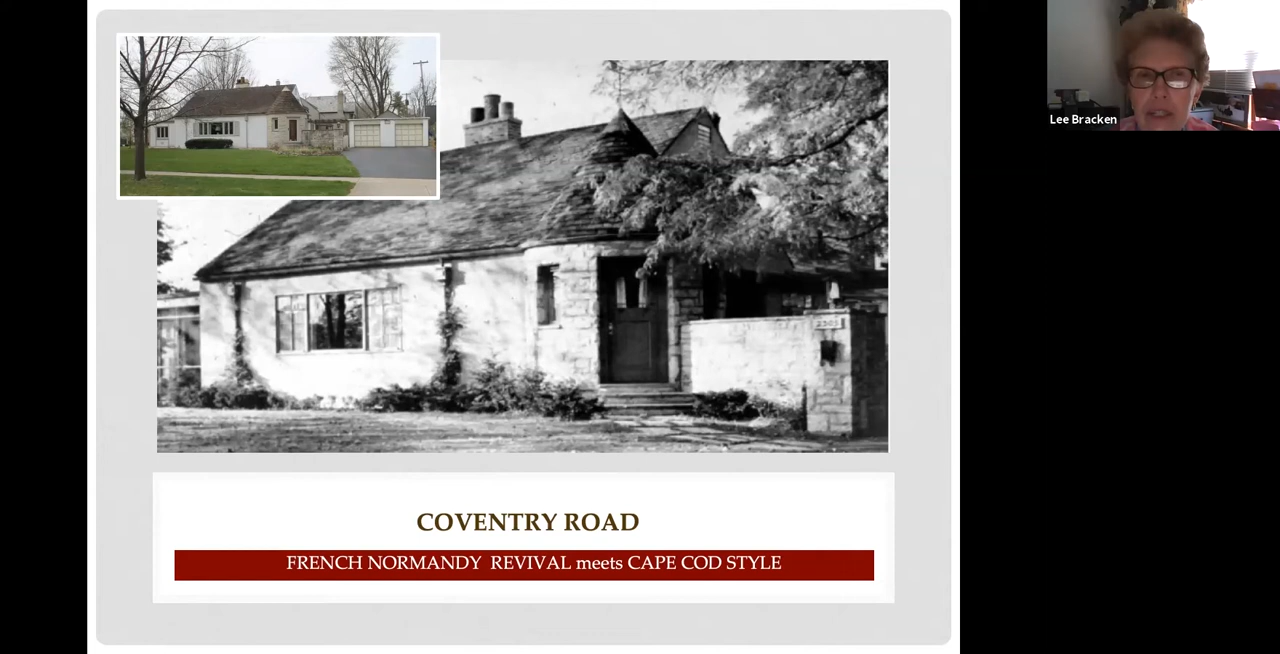 Lee Bracken
COVENTRY ROAD
FRENCH NORMANDY REVIVAL meets CAPE COD STYLE